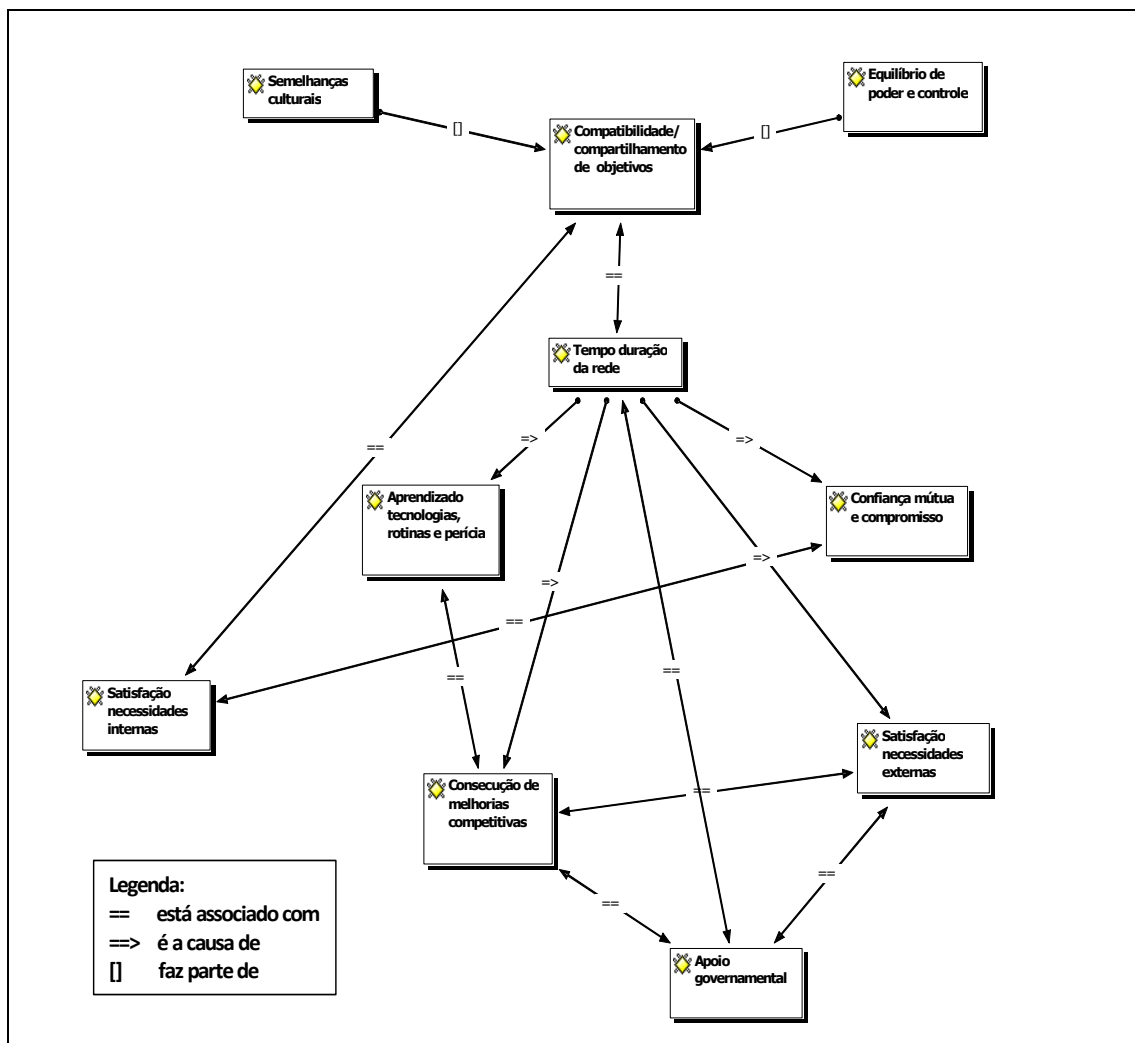 Semelhanças
culturais
Equilíbrio de
poder e controle
[]
[]
Compatibilidade/
compartilhamento
de objetivos
==
Tempo duração
da rede
==
=>
=>
Aprendizado
tecnologias,
rotinas e perícia
Confiança mútua
e compromisso
=>
=>
==
==
==
Satisfação
necessidades
internas
Satisfação
necessidades
externas
Consecução de
melhorias
competitivas
==
==
==
Apoio
governamental
Legenda:
== está associado com
==> é a causa de
[] faz parte de